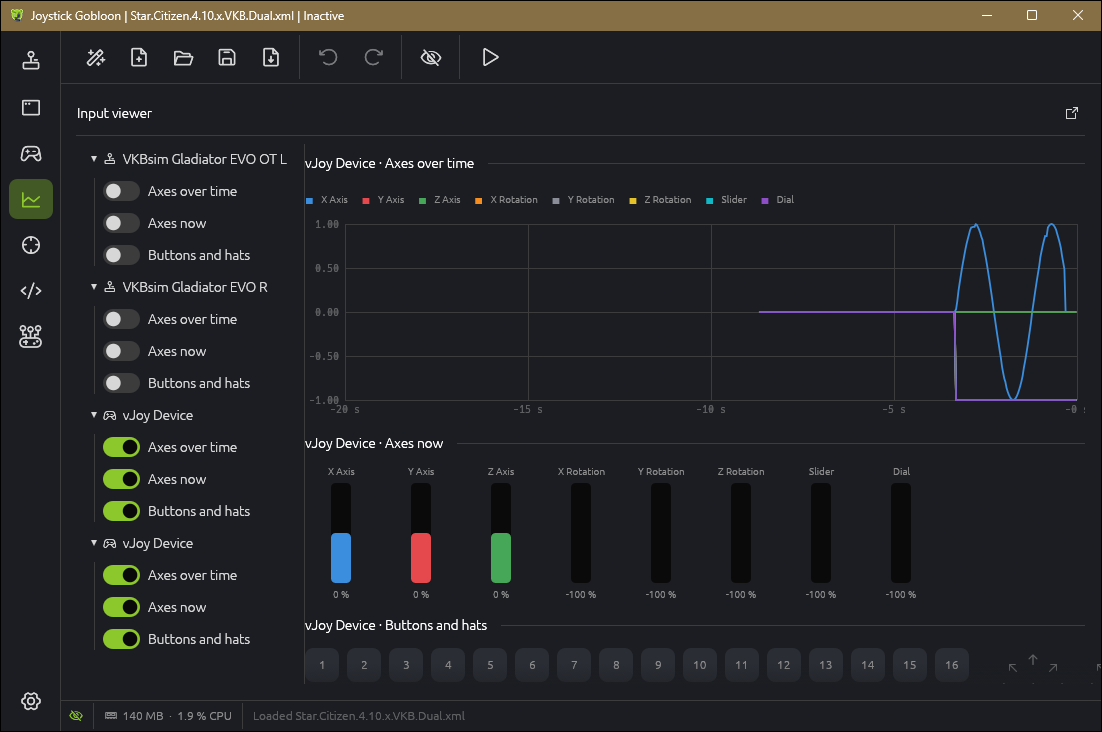 Joystick Gobloon | Star.Citizen.4.10.x.VKB.Dual.xml | Inactive
Input viewer
VKBsim Gladiator EVO OT L
Axes over time
Axes now
Buttons and hats
VKBsim Gladiator EVO R
Axes over time
Axes now
Buttons and hats
vJoy Device
Axes over time
Axes now
Buttons and hats
vJoy Device
Axes over time
Axes now
Buttons and hats
vJoy Device · Axes over time
X Axis Y Axis Z Axis X Rotation Y Rotation Z Rotation Slider Dial
1.00
0.50
0.00
-0.50
-1.00
-20 s -15 s -10 s -5 s -0 s
vJoy Device · Axes now
X Axis Y Axis Z Axis X Rotation Y Rotation Z Rotation Slider Dial
0 % 0 % 0 % -100 % -100 % -100 % -100 % -100 %
vJoy Device · Buttons and hats
1 2 3 4 5 6 7 8 9 10 11 12 13 14 15 16
140 MB · 1.9 % CPU Loaded Star.Citizen.4.10.x.VKB.Dual.xml